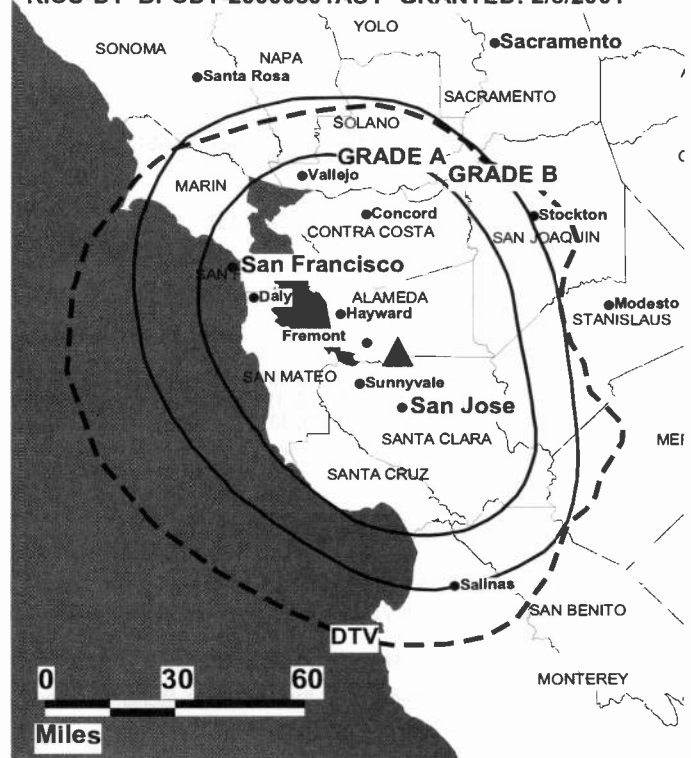 YOLO
SONOMA
Sacramento
NAPA
Santa Rosa
SACRAMENTO
SOLANO
GRADE A
GRADE B
Vallejo
MARIN
Concord
Stockton
CONTRA COSTA
SAN JOAQUIN
San Francisco
SAN F
Daly
ALAMEDA
Modesto
Hayward
STANISLAUS
Fremont
SAN MATEO
Sunnyvale
San Jose
SANTA CLARA
MER
SANTA CRUZ
Salinas
SAN BENITO
DTV
MONTEREY
0 30 60
Miles